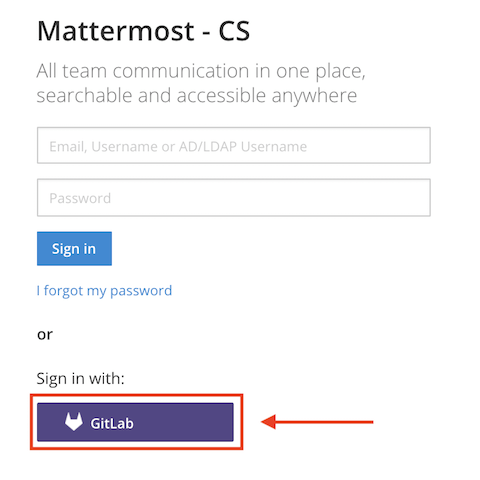 Mattermost - CS
All team communication in one place,
searchable and accessible anywhere
Email, Username or AD/LDAP Username
Password
Sign in
I forgot my password
or
Sign in with:
GitLab